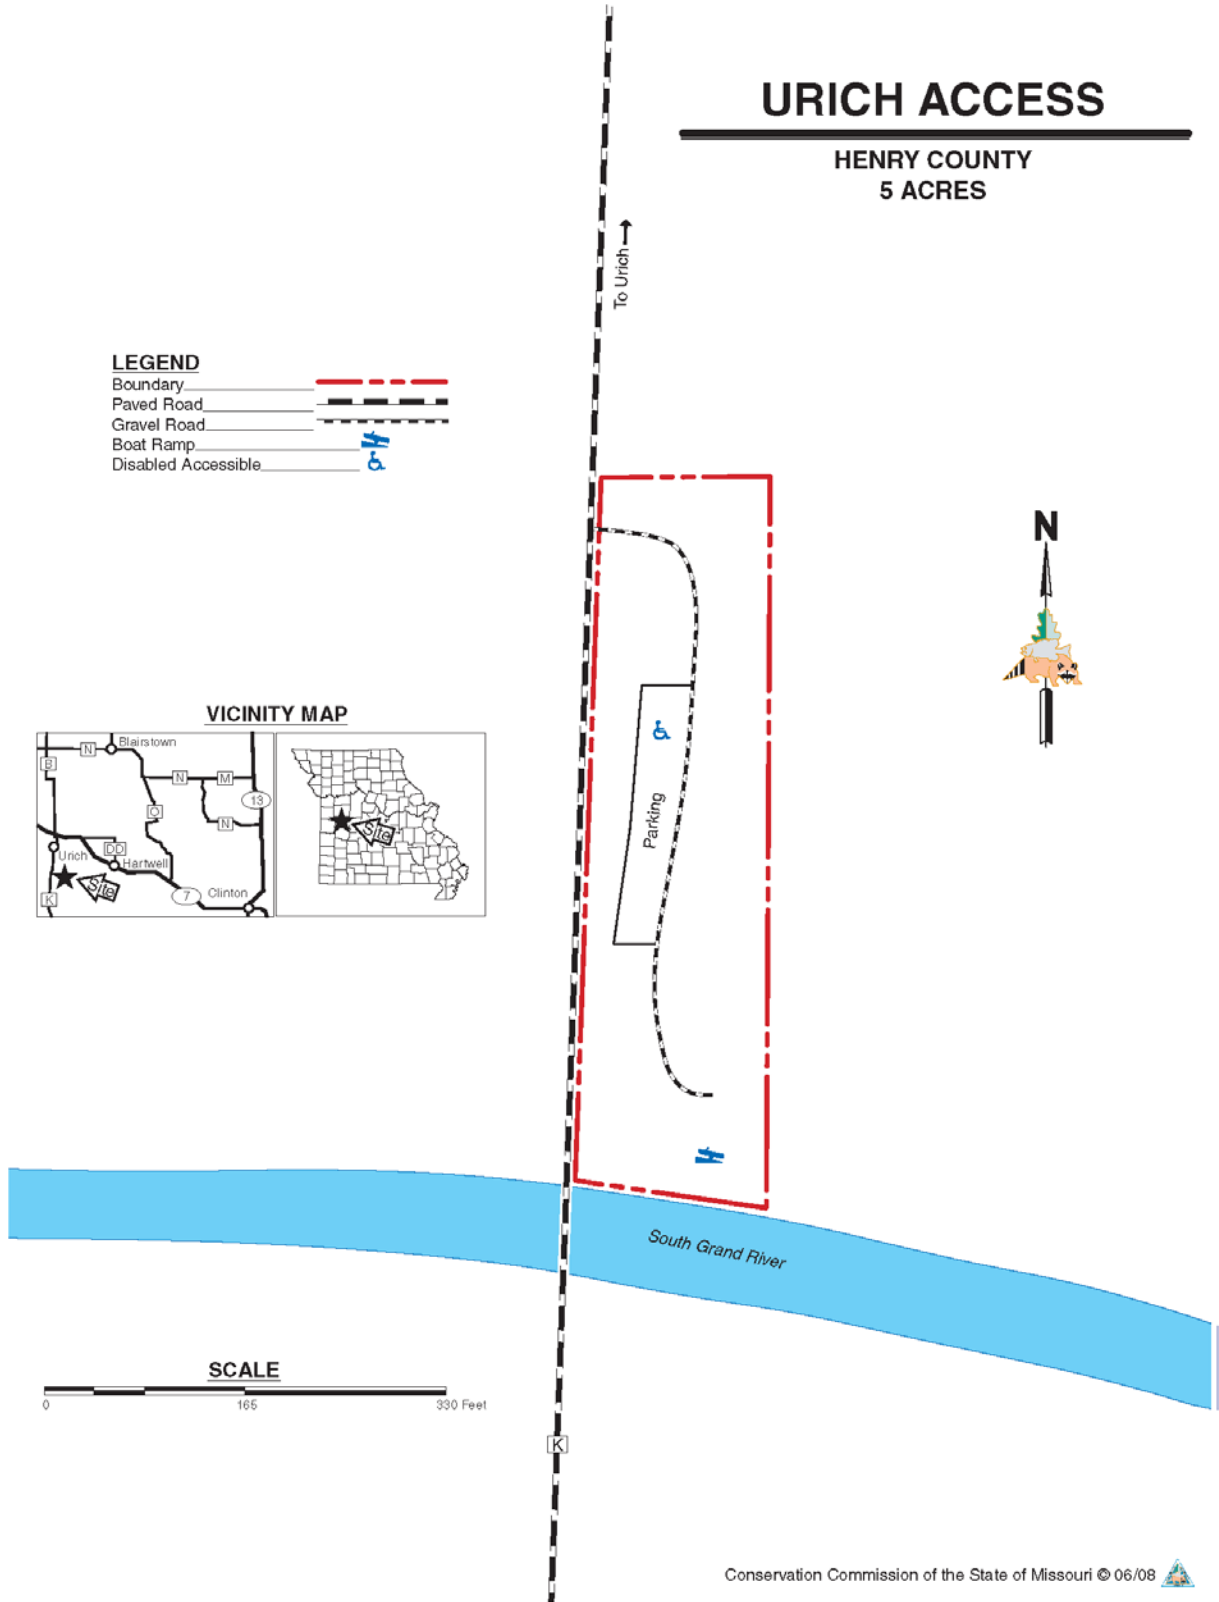 URICH ACCESS
HENRY COUNTY
5 ACRES
To Urich
LEGEND
Boundary
Paved Road
Gravel Road
Boat Ramp
Disabled Accessible
N
Parking
VICINITY MAP
N
Blairstown
B
N
M
13
O
N
Urich
DD
Hartwell
Site
K
7
Clinton
Site
South Grand River
SCALE
0 165 330 Feet
K
Conservation Commission of the State of Missouri © 06/08